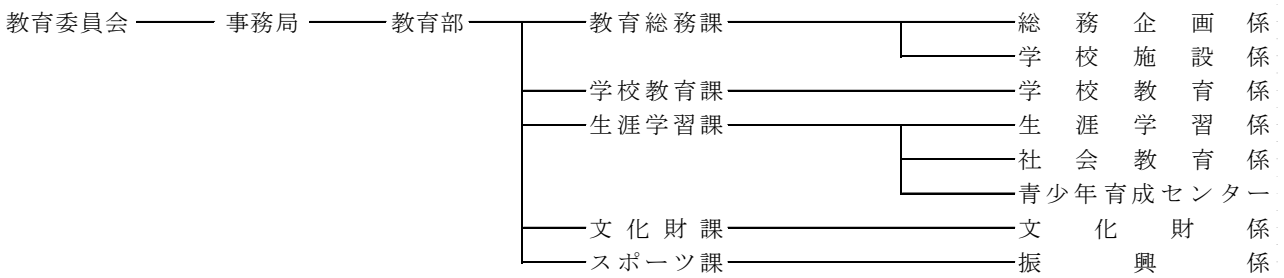 教育委員会 事務局 教育部 教育総務課 総務企画係
学校施設係
学校教育課 学校教育係
生涯学習課 生涯学習係
社会教育係
青少年育成センター
文化財課 文化財係
スポーツ課 振興係